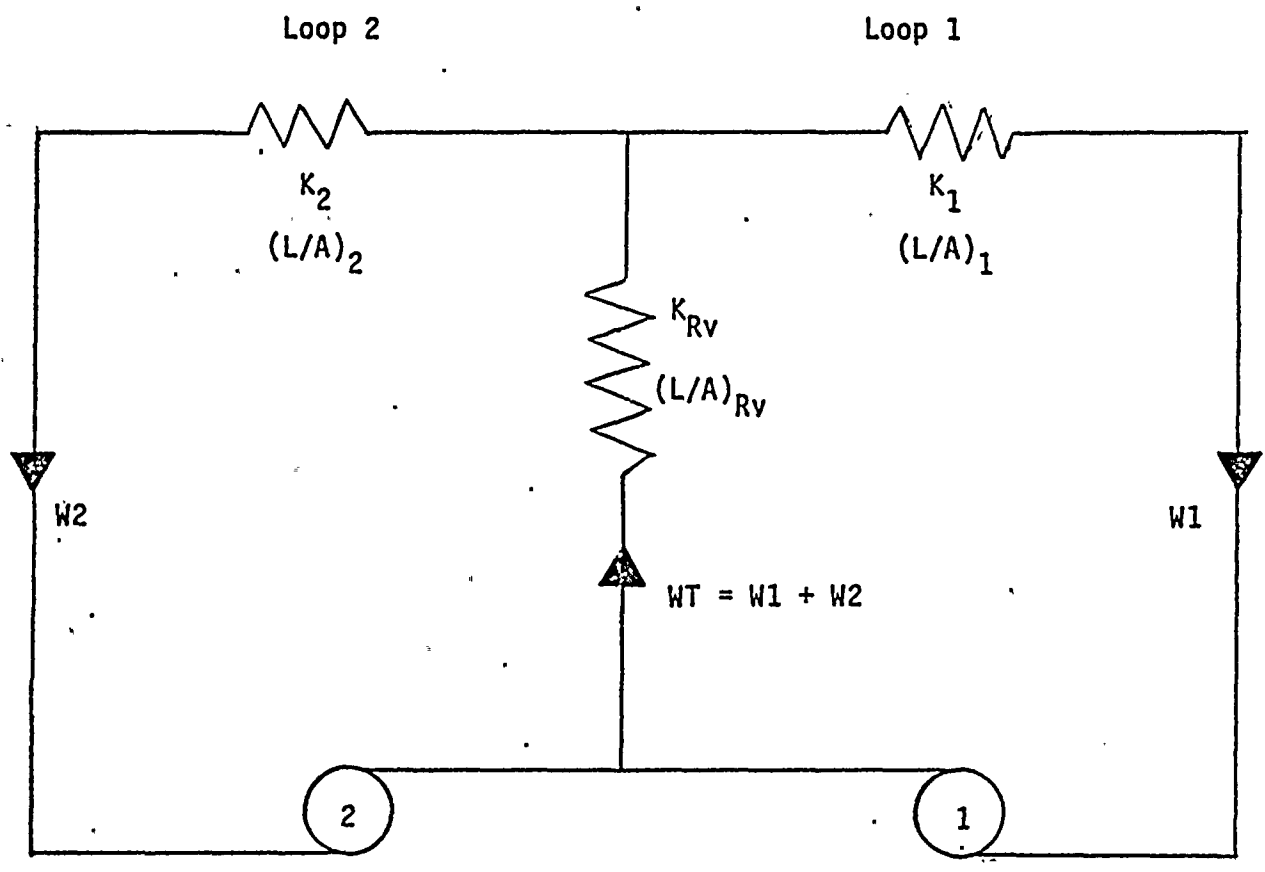 Loop 2
Loop 1
K2
(L/A)2
K1
(L/A)1
KRv
(L/A)Rv
W2
W1
WT = W1 + W2
2
1